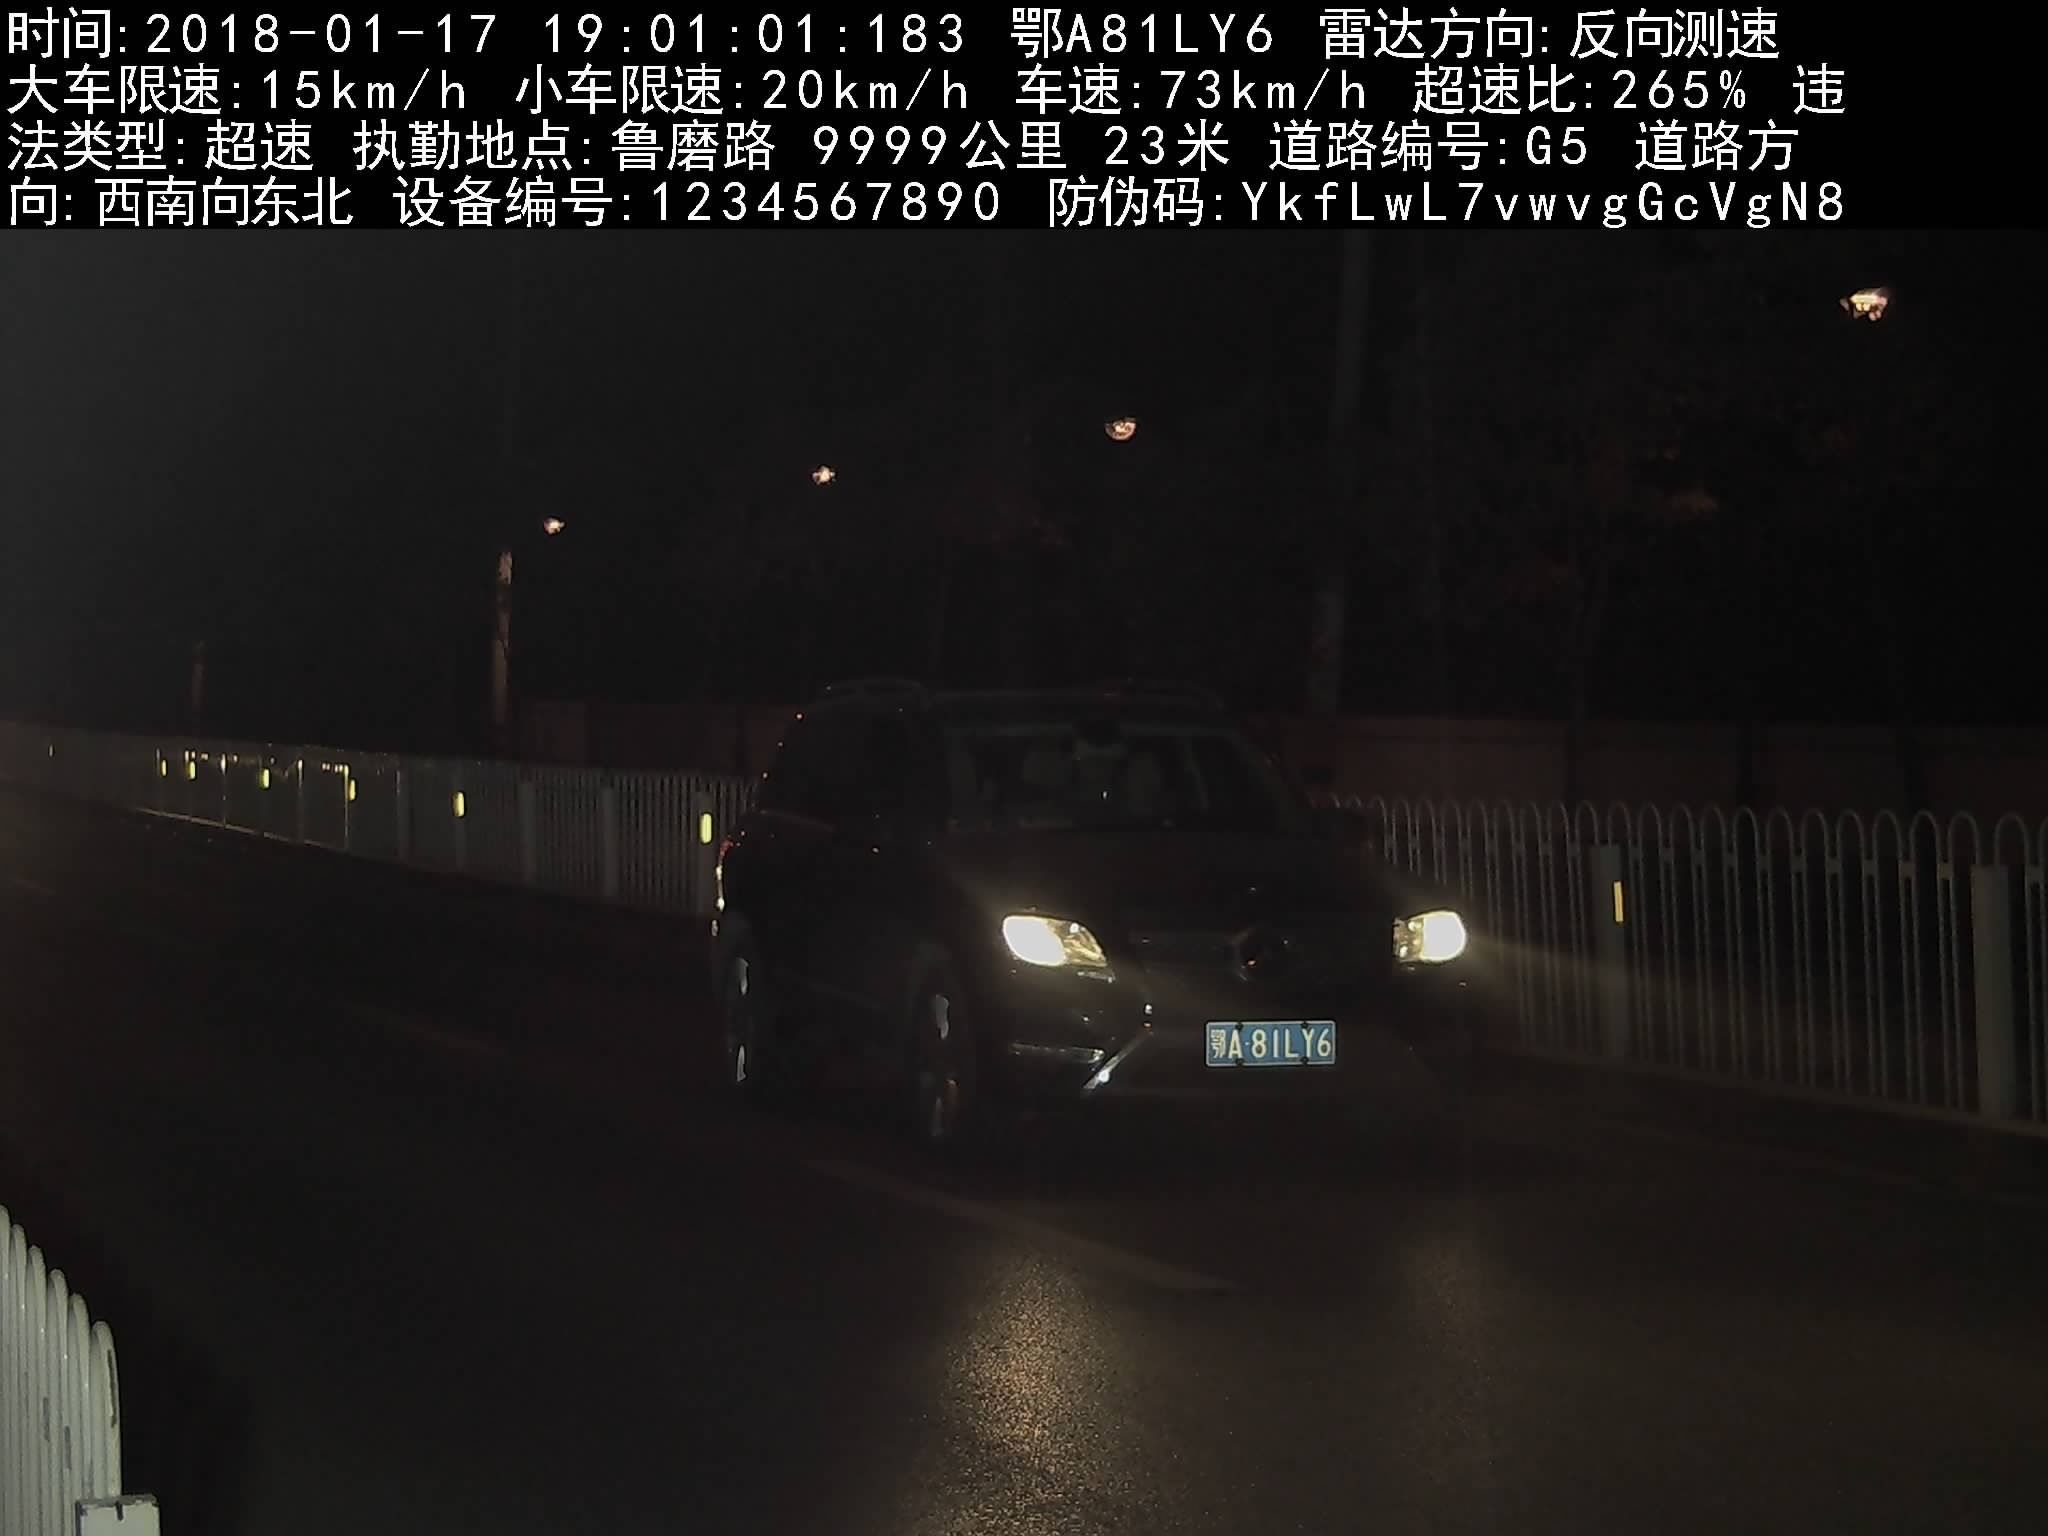 时间:2018-01-17 19:01:01:183 鄂A81LY6 雷达方向:反向测速
大车限速:15km/h 小车限速:20km/h 车速:73km/h 超速比:265% 违
法类型:超速 执勤地点:鲁磨路 9999公里 23米 道路编号:G5 道路方
向:西南向东北 设备编号:1234567890 防伪码:YkfLwL7vwvgGcVgN8
鄂A·81LY6